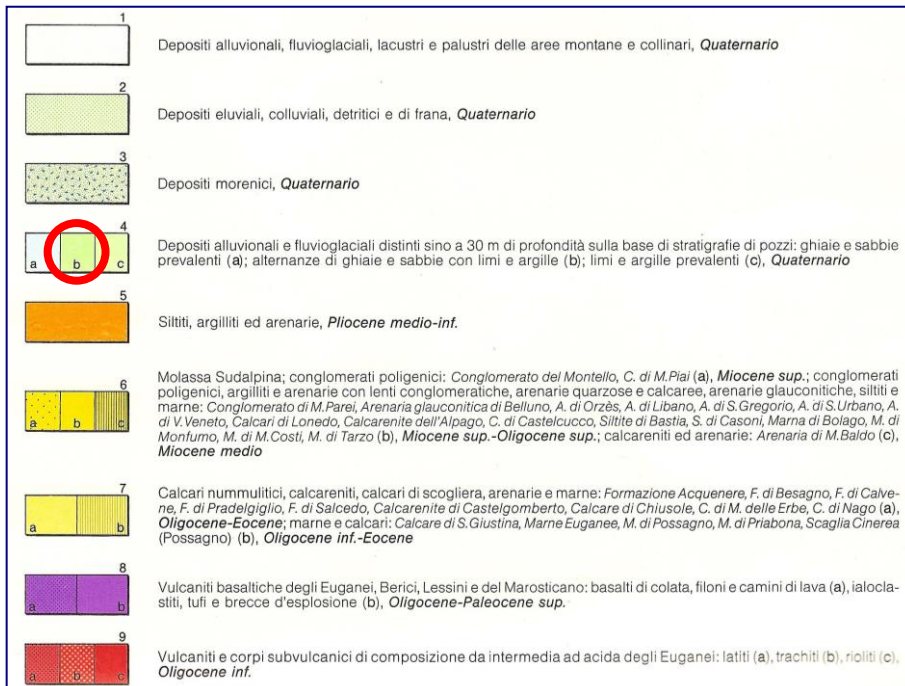 1
Depositi alluvionali, fluvioglaciali, lacustri e palustri delle aree montane e collinari, Quaternario
2
Depositi eluviali, colluviali, detritici e di frana, Quaternario
3
Depositi morenici, Quaternario
4
a b c
Depositi alluvionali e fluvioglaciali distinti sino a 30 m di profondità sulla base di stratigrafie di pozzi: ghiaie e sabbie
prevalenti (a); alternanze di ghiaie e sabbie con limi e argille (b); limi e argille prevalenti (c), Quaternario
5
Siltiti, argilliti ed arenarie, Pliocene medio-inf.
6
a b c
Molassa Sudalpina; conglomerati poligenici: Conglomerato del Montello, C. di M.Piai (a), Miocene sup.; conglomerati
poligenici, argilliti e arenarie con lenti conglomeratiche, arenarie quarzose e calcaree, arenarie glauconitiche, siltiti e
marne: Conglomerato di M.Parei, Arenaria glauconitica di Belluno, A. di Orzès, A. di Libano, A. di S.Gregorio, A. di S.Urbano, A.
di V.Veneto, Calcari di Lonedo, Calcarenite dell'Alpago, C. di Castelcucco, Siltite di Bastia, S. di Casoni, Marna di Bolago, M. di
Monfumo, M. di M.Costi, M. di Tarzo (b), Miocene sup.-Oligocene sup.; calcareniti ed arenarie: Arenaria di M.Baldo (c),
Miocene medio
7
a b
Calcari nummulitici, calcareniti, calcari di scogliera, arenarie e marne: Formazione Acquenere, F. di Besagno, F. di Calve-
ne, F. di Pradelgiglio, F. di Salcedo, Calcarenite di Castelgomberto, Calcare di Chiusole, C. di M. delle Erbe, C. di Nago (a),
Oligocene-Eocene; marne e calcari: Calcare di S.Giustina, Marne Euganee, M. di Possagno, M. di Priabona, Scaglia Cinerea
(Possagno) (b), Oligocene inf.-Eocene
8
a b
Vulcaniti basaltiche degli Euganei, Berici, Lessini e del Marosticano: basalti di colata, filoni e camini di lava (a), ialocla-
stiti, tufi e brecce d'esplosione (b), Oligocene-Paleocene sup.
9
a b c
Vulcaniti e corpi subvulcanici di composizione da intermedia ad acida degli Euganei: latiti (a), trachiti (b), rioliti (c),
Oligocene inf.